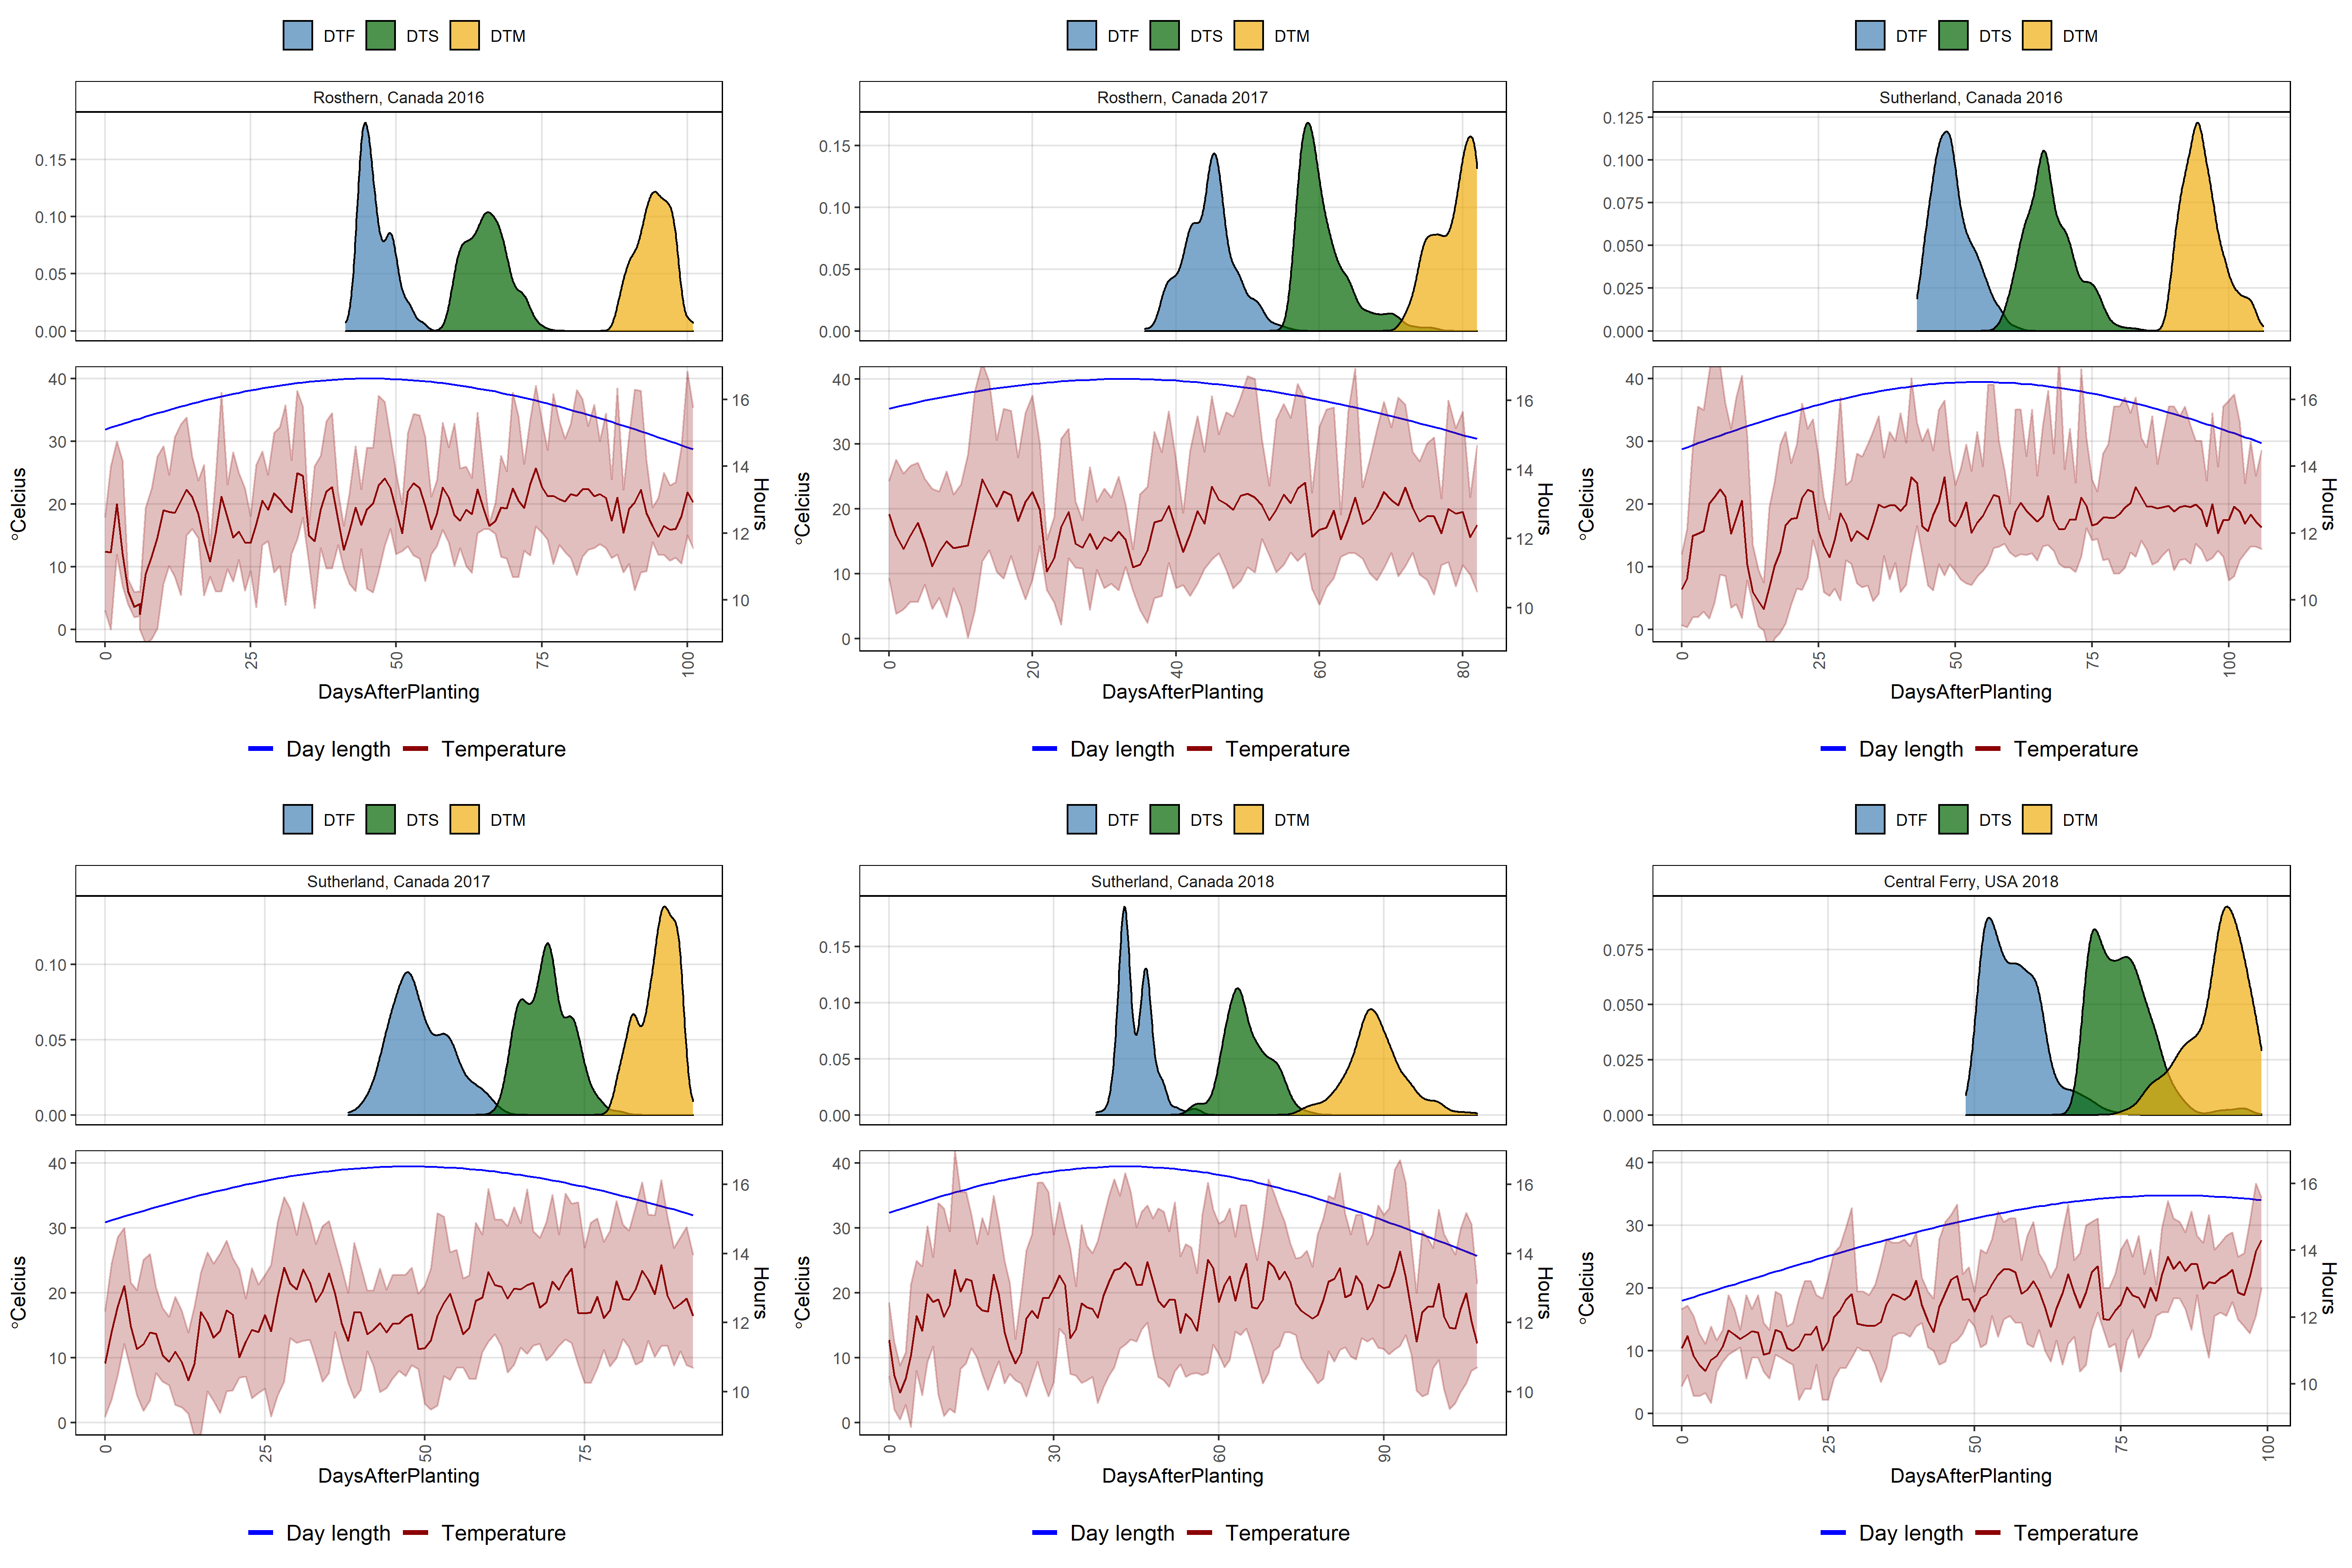 DTF DTS DTM
Rosthern, Canada 2016
0.15
0.10
0.05
0.00
40
30
20
10
0
16
14
12
10
°Celcius
Hours
0 25 50 75 100
DaysAfterPlanting
Day length Temperature
DTF DTS DTM
Rosthern, Canada 2017
0.15
0.10
0.05
0.00
40
30
20
10
0
16
14
12
10
°Celcius
Hours
0 20 40 60 80
DaysAfterPlanting
Day length Temperature
DTF DTS DTM
Sutherland, Canada 2016
0.125
0.100
0.075
0.050
0.025
0.000
40
30
20
10
0
16
14
12
10
°Celcius
Hours
0 25 50 75 100
DaysAfterPlanting
Day length Temperature
DTF DTS DTM
Sutherland, Canada 2017
0.10
0.05
0.00
40
30
20
10
0
16
14
12
10
°Celcius
Hours
0 25 50 75
DaysAfterPlanting
Day length Temperature
DTF DTS DTM
Sutherland, Canada 2018
0.15
0.10
0.05
0.00
40
30
20
10
0
16
14
12
10
°Celcius
Hours
0 30 60 90
DaysAfterPlanting
Day length Temperature
DTF DTS DTM
Central Ferry, USA 2018
0.075
0.050
0.025
0.000
40
30
20
10
0
16
14
12
10
°Celcius
Hours
0 25 50 75 100
DaysAfterPlanting
Day length Temperature